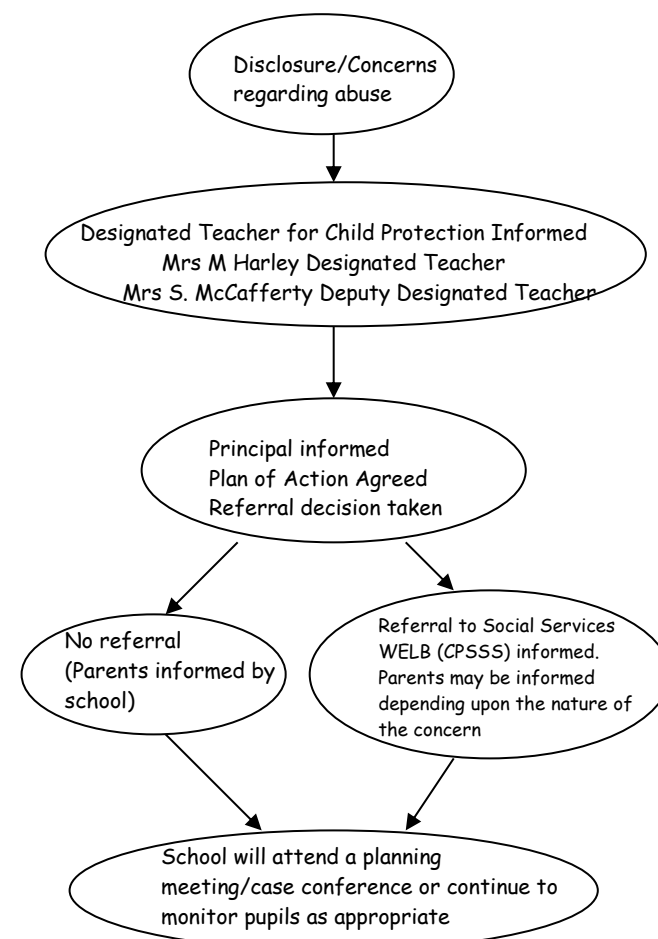 Disclosure/Concerns
regarding abuse
Designated Teacher for Child Protection Informed
Mrs M Harley Designated Teacher
Mrs S. McCafferty Deputy Designated Teacher
Principal informed
Plan of Action Agreed
Referral decision taken
No referral
(Parents informed by
school)
Referral to Social Services
WELB (CPSSS) informed.
Parents may be informed
depending upon the nature of
the concern
School will attend a planning
meeting/case conference or continue to
monitor pupils as appropriate